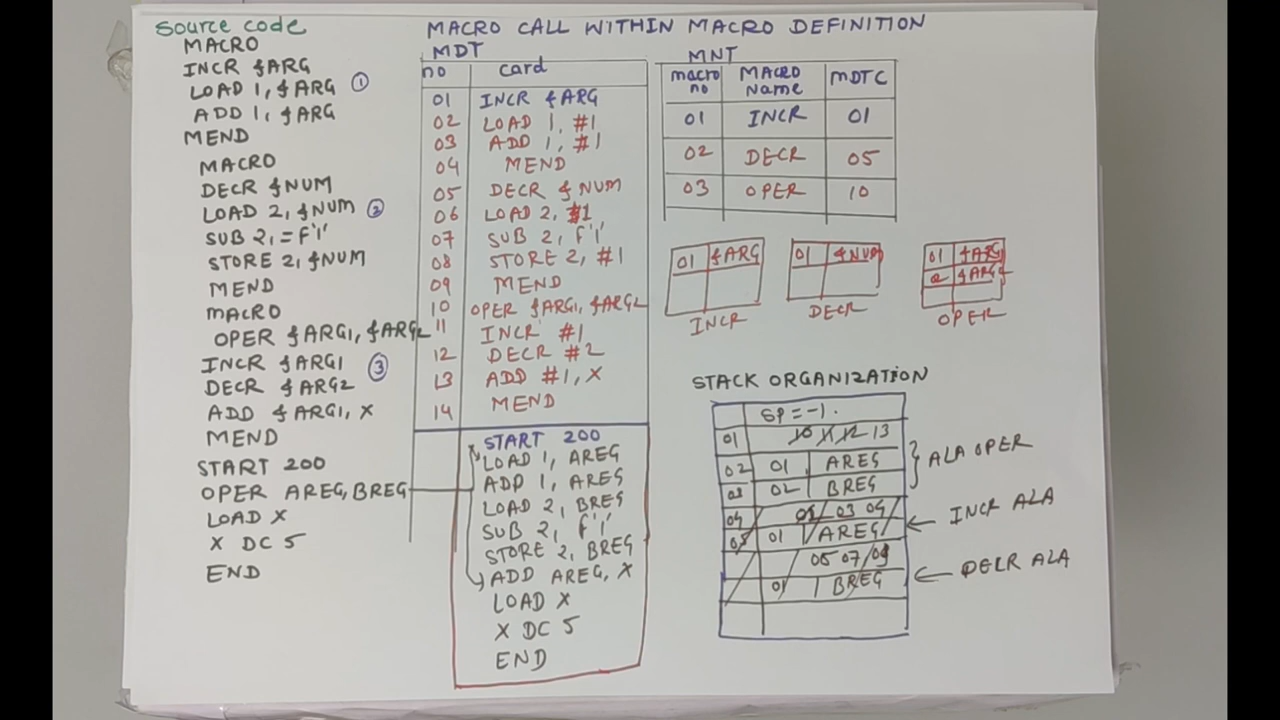 Source code
MACRO
INCR &ARG
LOAD 1, &ARG ①
ADD 1, &ARG
MEND
MACRO
DECR &NUM
LOAD 2, &NUM ②
SUB 2, = F'1'
STORE 2, &NUM
MEND
MACRO
OPER &ARG1, &ARG2
INCR &ARG1
DECR &ARG2 ③
ADD &ARG1, X
MEND
START 200
OPER AREG, BREG
LOAD X
X DC 5
END
MACRO CALL WITHIN MACRO DEFINITION
MDT
no card
01 INCR &ARG
02 LOAD 1, #1
03 ADD 1, #1
04 MEND
05 DECR &NUM
06 LOAD 2, #1
07 SUB 2, F'1'
08 STORE 2, #1
09 MEND
10 OPER &ARG1, &ARG2
11 INCR #1
12 DECR #2
13 ADD #1, X
14 MEND
START 200
LOAD 1, AREG
ADD 1, AREG
LOAD 2, BREG
SUB 2, F'1'
STORE 2, BREG
ADD AREG, X
LOAD X
X DC 5
END
MNT
macro no MACRO Name MDTC
01 INCR 01
02 DECR 05
03 OPER 10
01 &ARG
INCR
01 &NUM
DECR
01 &ARG1
&ARG
OPER
STACK ORGANIZATION
SP = -1.
01 10 11 12 13
02 01 AREG
03 02 BREG
ALA OPER
04 03 04
05 01 AREG
INCR ALA
05 07
01 BREG
DECR ALA